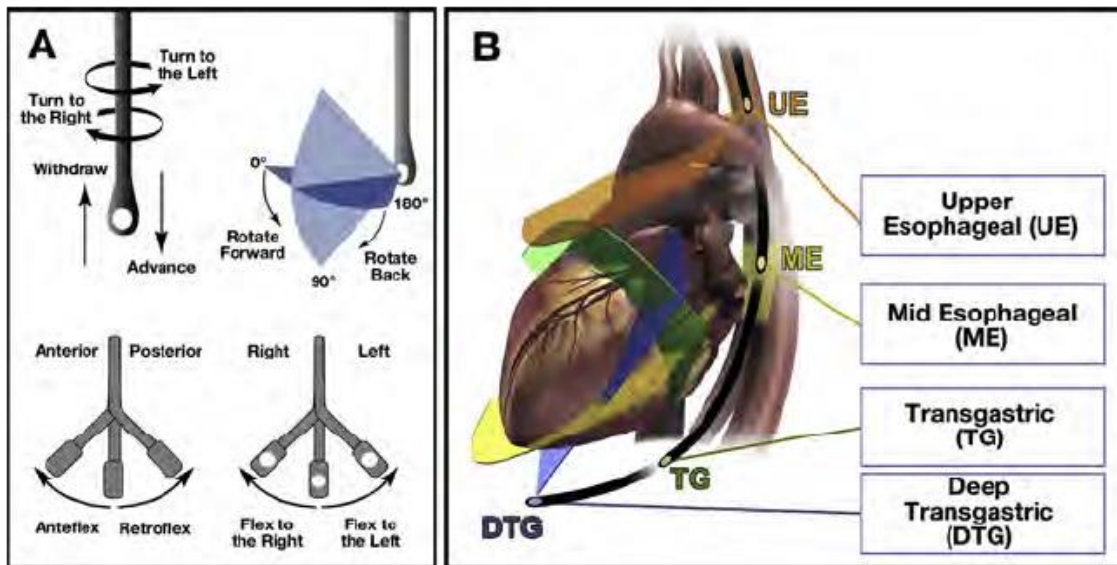 A
Turn to
the Left
Turn to
the Right
Withdraw
Advance
0°
180°
Rotate
Forward
Rotate
Back
90°
Anterior
Posterior
Anteflex
Retroflex
Right
Left
Flex to
the Right
Flex to
the Left
B
UE
ME
TG
DTG
Upper
Esophageal (UE)
Mid Esophageal
(ME)
Transgastric
(TG)
Deep
Transgastric
(DTG)